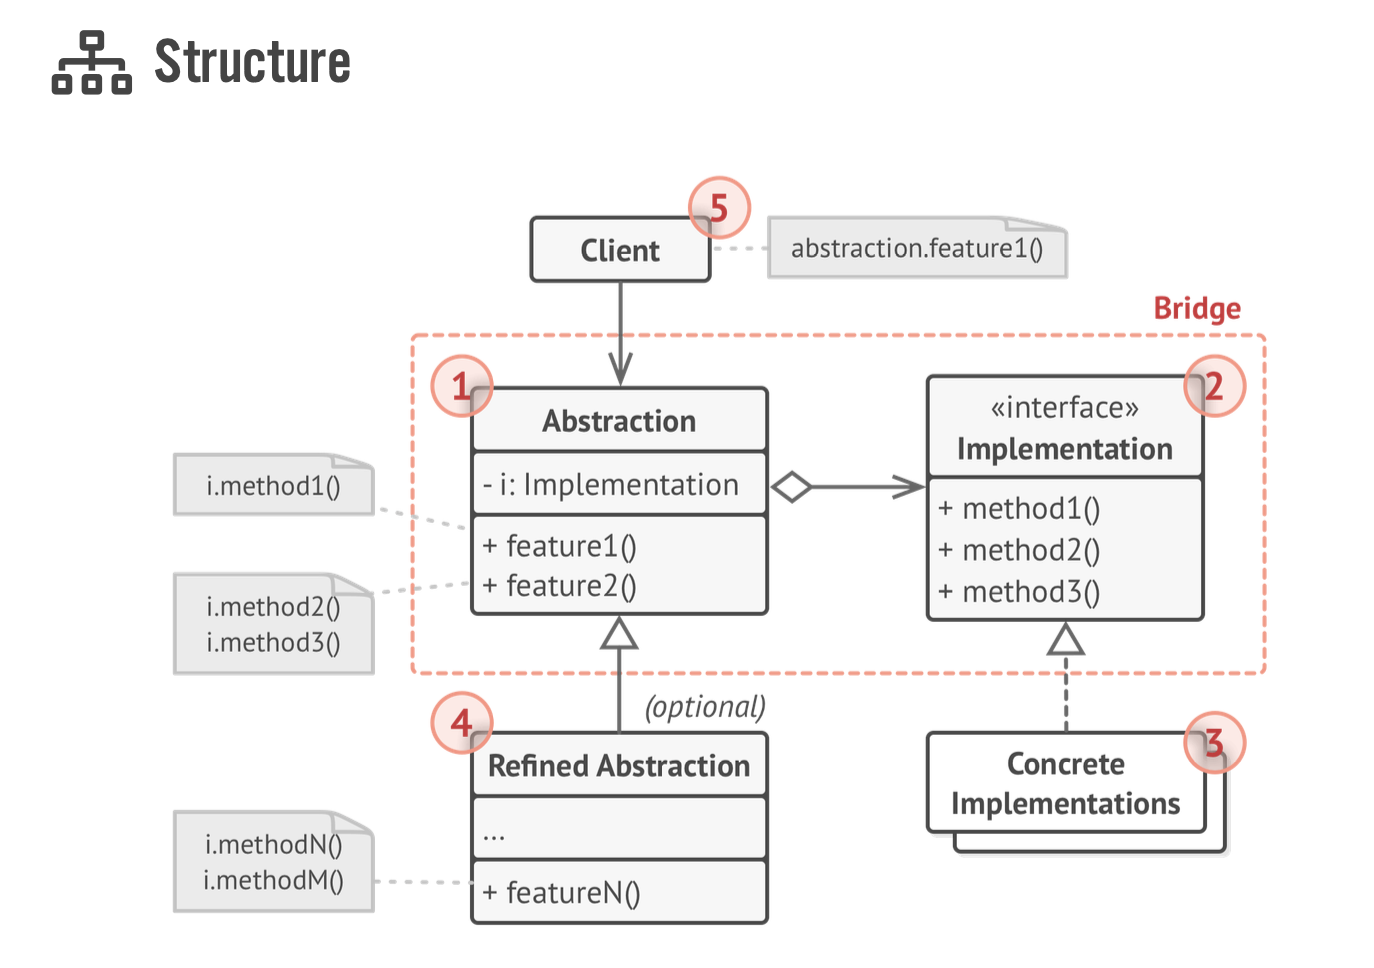 Structure
5
Client
abstraction.feature1()
Bridge
1
Abstraction
- i: Implementation
+ feature1()
+ feature2()
2
«interface»
Implementation
+ method1()
+ method2()
+ method3()
i.method1()
i.method2()
i.method3()
4
(optional)
Refined Abstraction
...
+ featureN()
3
Concrete
Implementations
i.methodN()
i.methodM()